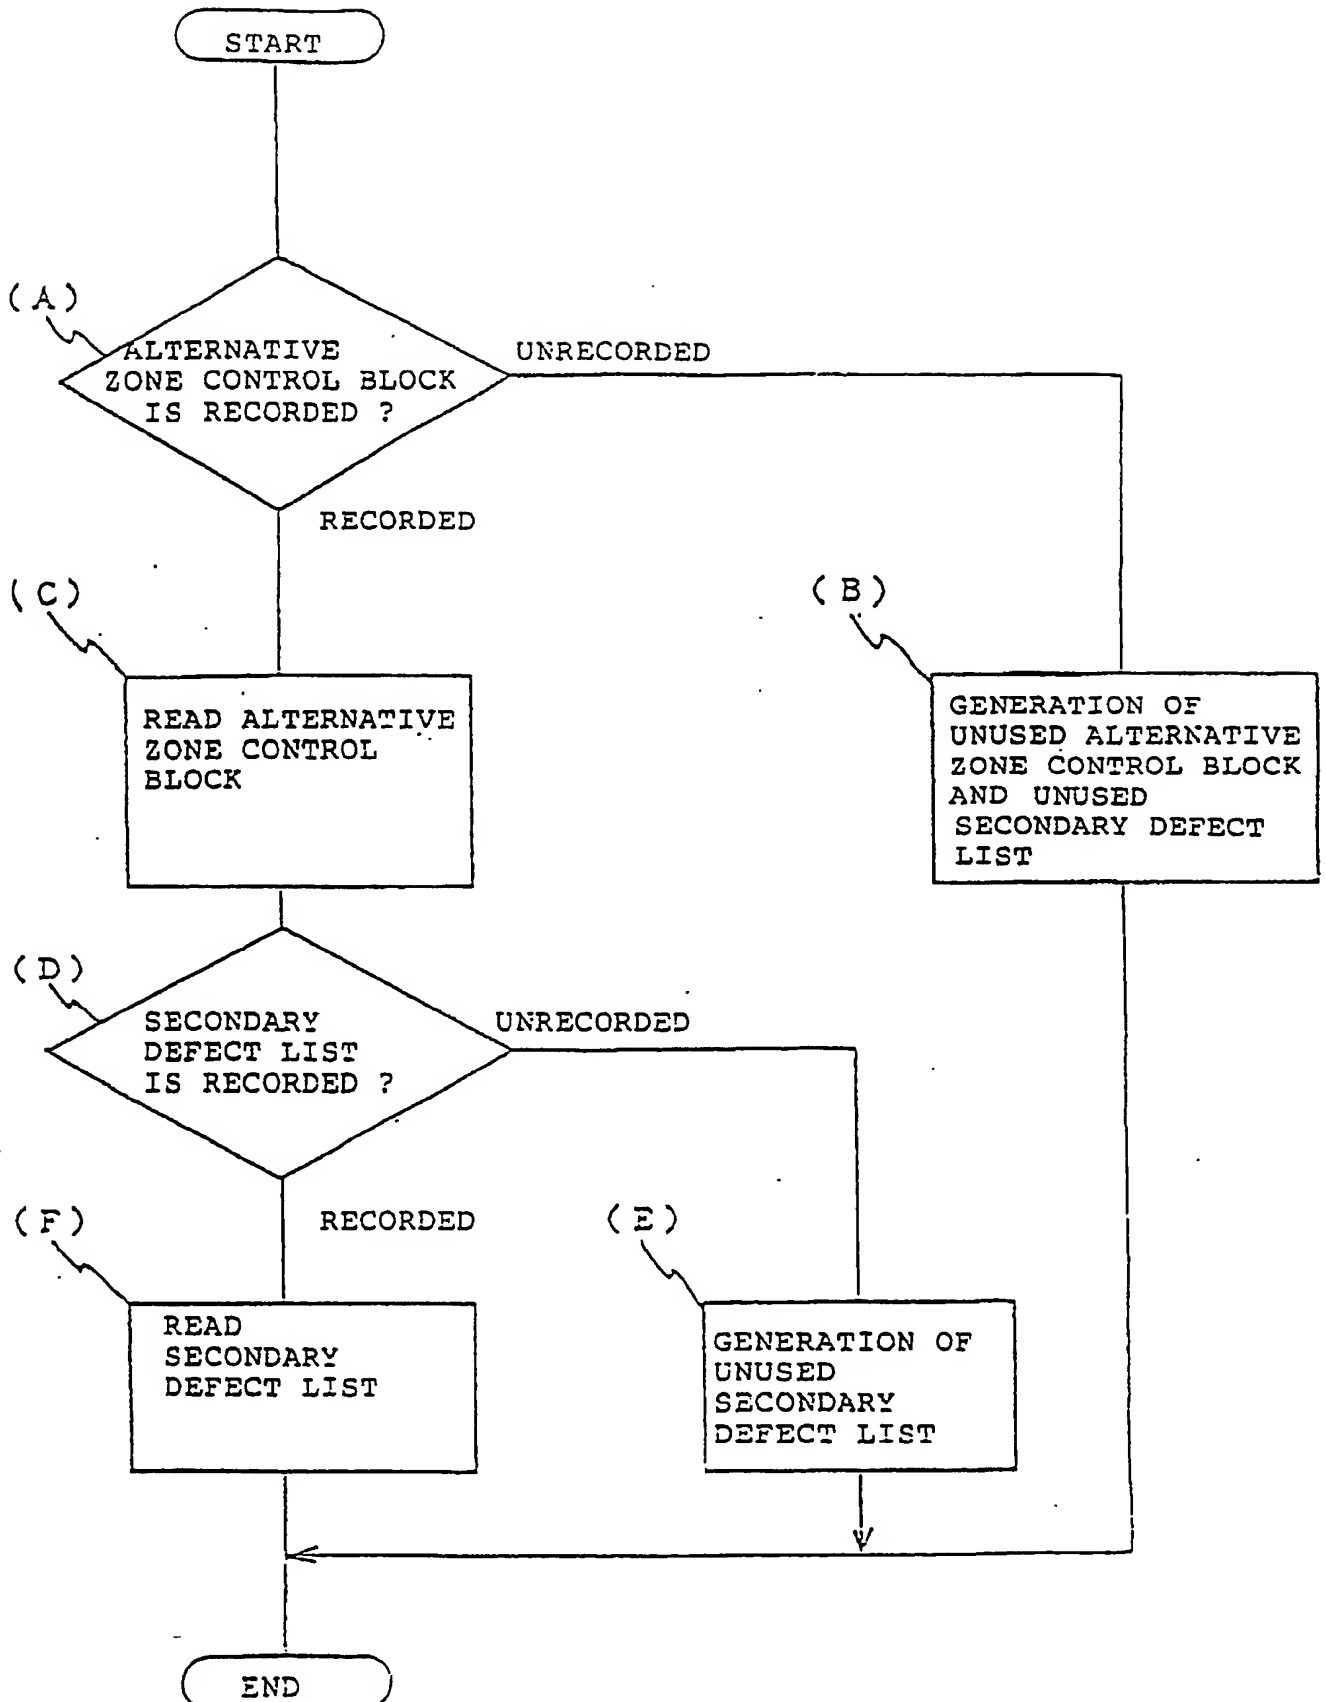 START
(A)
ALTERNATIVE
ZONE CONTROL BLOCK
IS RECORDED ?
UNRECORDED
RECORDED
(C)
READ ALTERNATIVE
ZONE CONTROL
BLOCK
(B)
GENERATION OF
UNUSED ALTERNATIVE
ZONE CONTROL BLOCK
AND UNUSED
SECONDARY DEFECT
LIST
(D)
SECONDARY
DEFECT LIST
IS RECORDED ?
UNRECORDED
RECORDED
(F)
READ
SECONDARY
DEFECT LIST
(E)
GENERATION OF
UNUSED
SECONDARY
DEFECT LIST
END